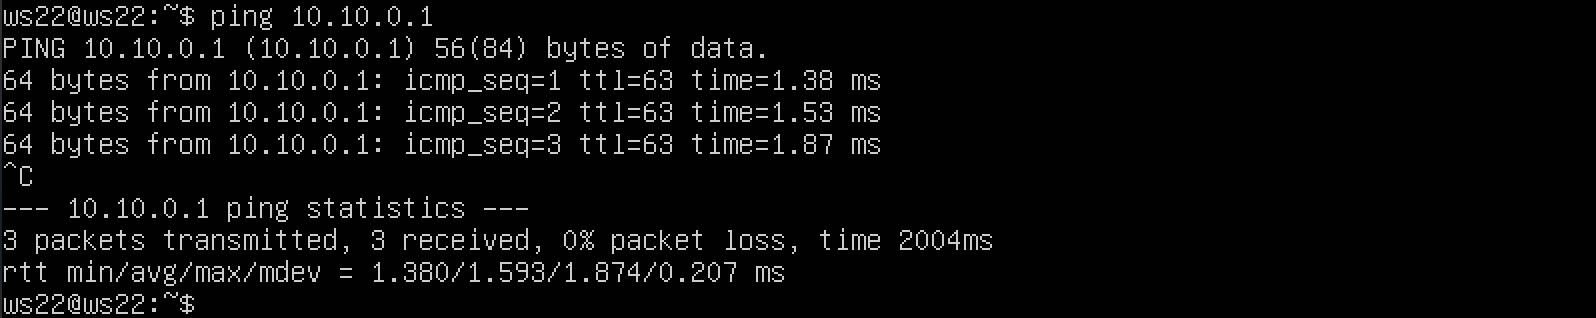 ws22@ws22:~$ ping 10.10.0.1
PING 10.10.0.1 (10.10.0.1) 56(84) bytes of data.
64 bytes from 10.10.0.1: icmp_seq=1 ttl=63 time=1.38 ms
64 bytes from 10.10.0.1: icmp_seq=2 ttl=63 time=1.53 ms
64 bytes from 10.10.0.1: icmp_seq=3 ttl=63 time=1.87 ms
^C
--- 10.10.0.1 ping statistics ---
3 packets transmitted, 3 received, 0% packet loss, time 2004ms
rtt min/avg/max/mdev = 1.380/1.593/1.874/0.207 ms
ws22@ws22:~$